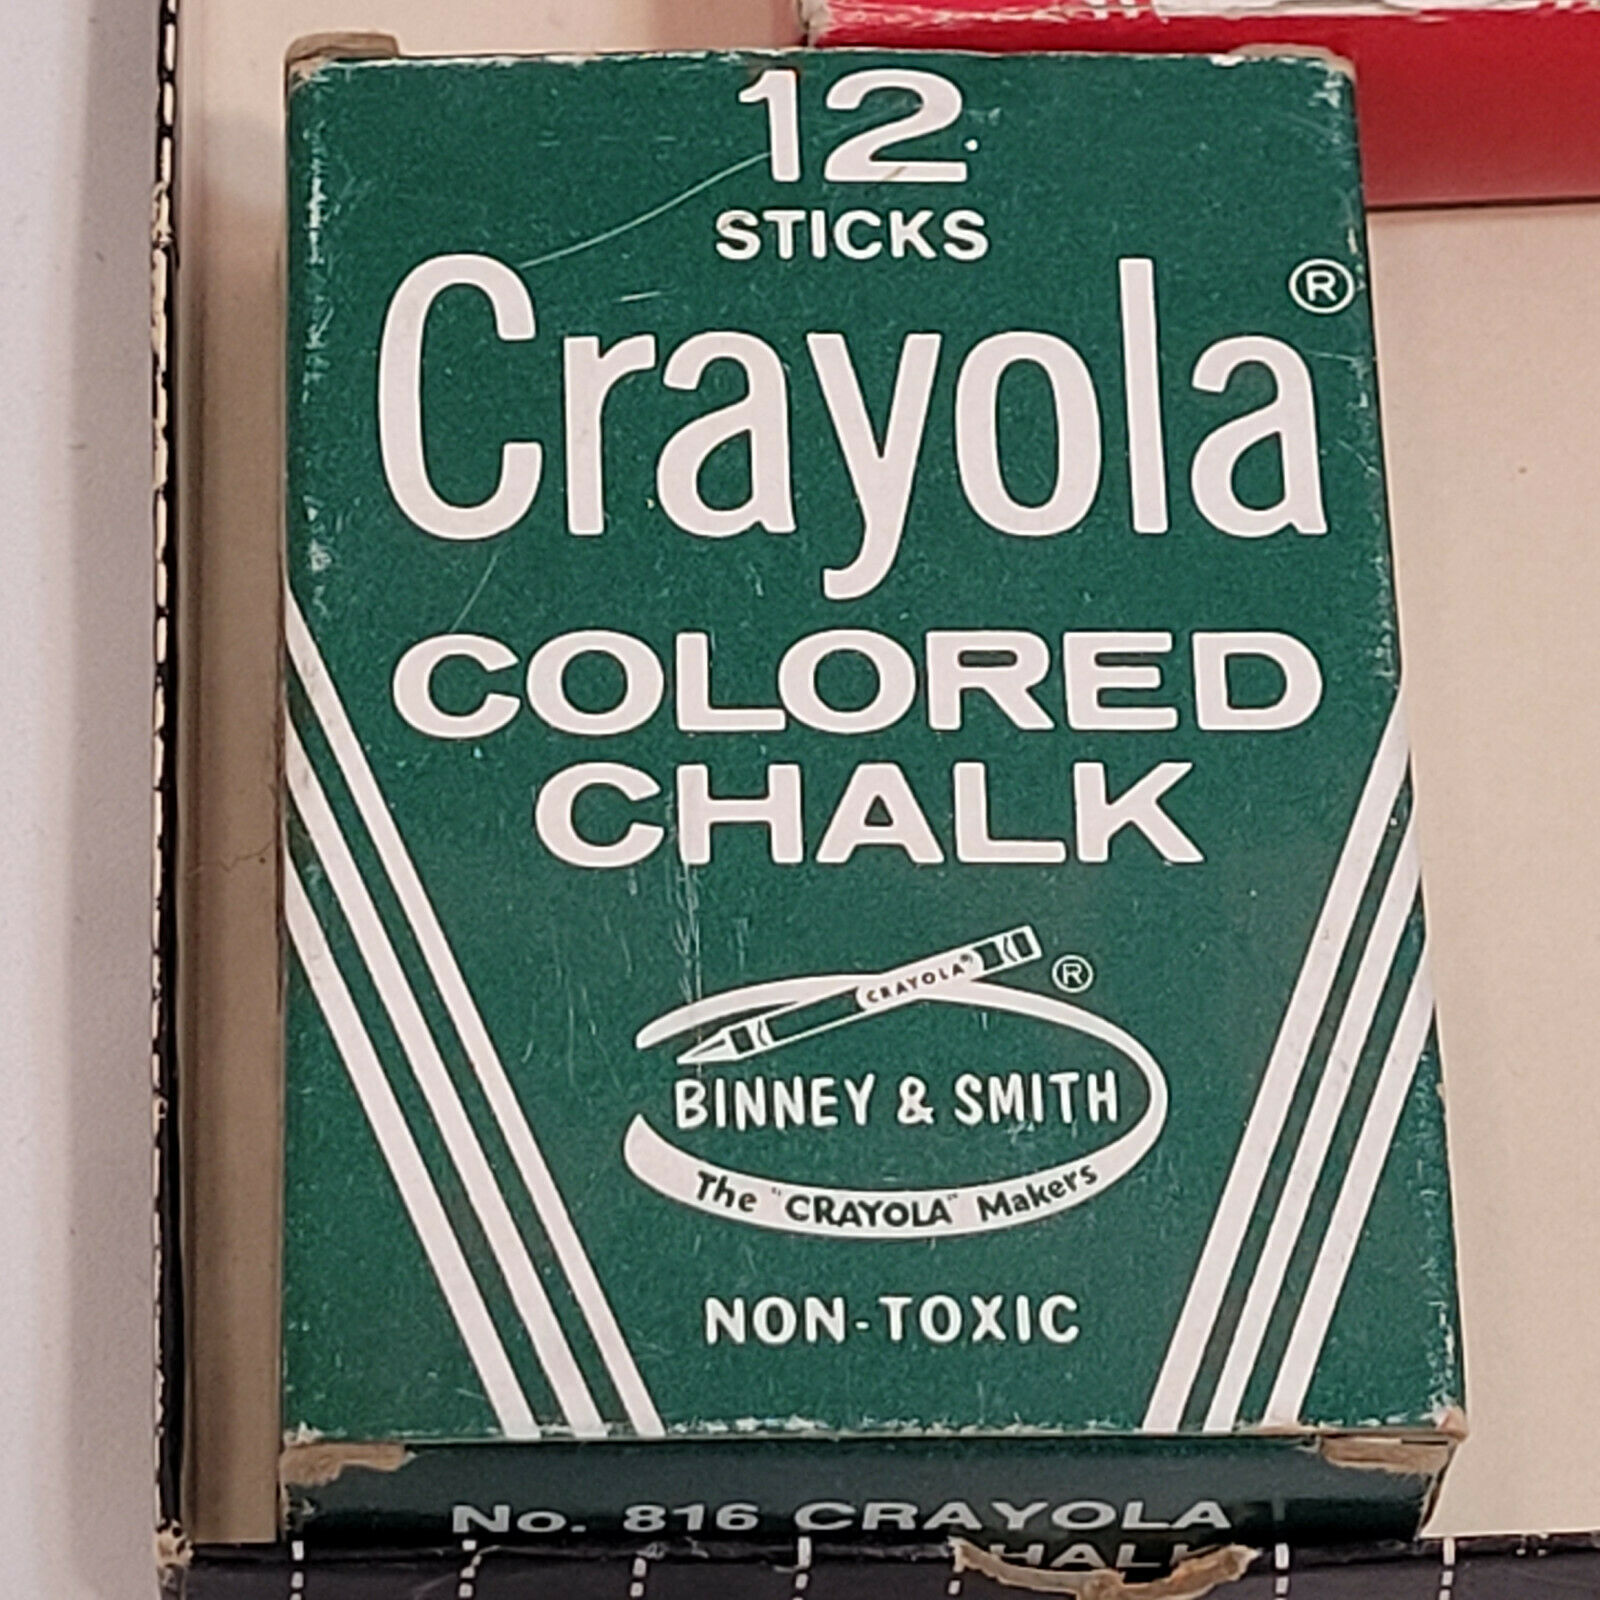 12
STICKS
Crayola®
COLORED
CHALK
CRAYOLA® ®
BINNEY & SMITH
The "CRAYOLA" Makers
NON-TOXIC
No. 816 CRAYOLA